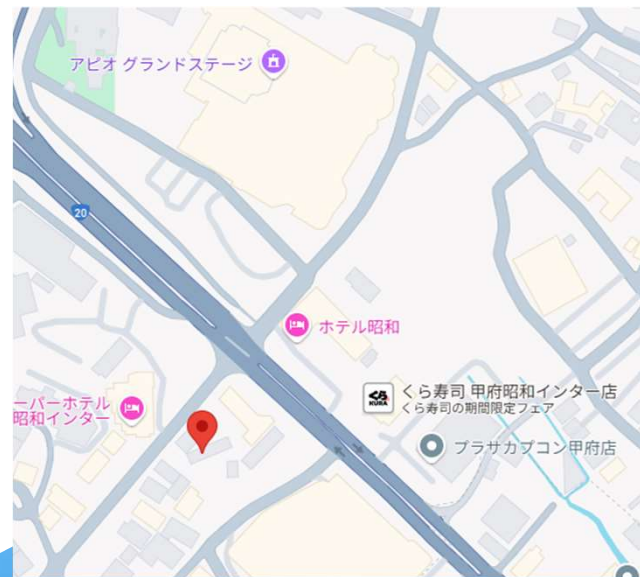 アピオ グランドステージ
20
ホテル昭和
ーパーホテル
昭和インター
くら寿司 甲府昭和インター店
くら寿司の期間限定フェア
プラサカプコン甲府店